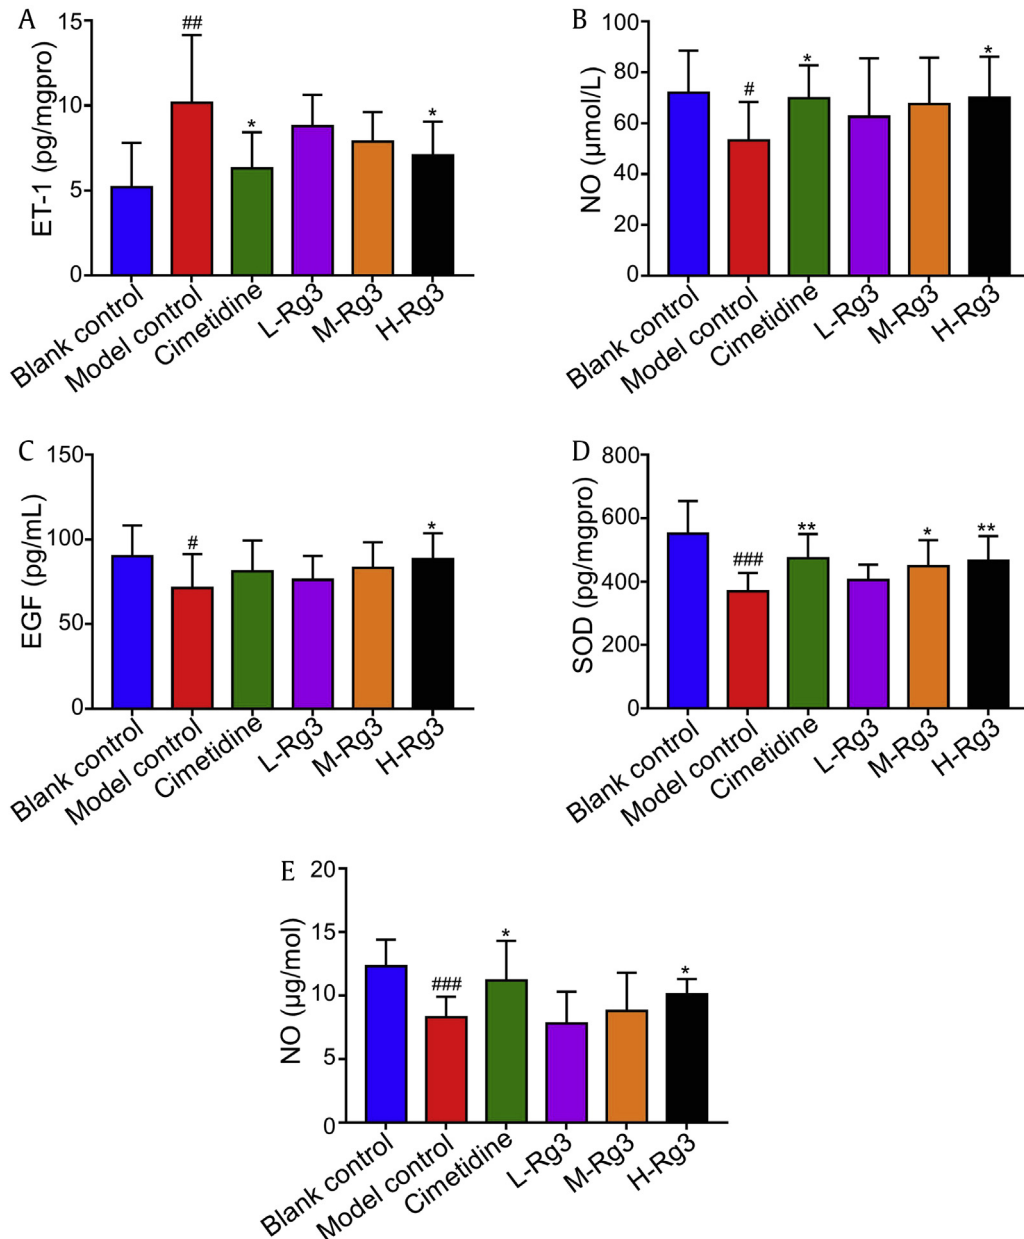 A
ET-1 (pg/mgpro)
15
10
5
0
##
*
*
Blank control
Model control
Cimetidine
L-Rg3
M-Rg3
H-Rg3
B
NO (μmol/L)
100
80
60
40
20
0
#
*
*
Blank control
Model control
Cimetidine
L-Rg3
M-Rg3
H-Rg3
C
EGF (pg/mL)
150
100
50
0
#
*
Blank control
Model control
Cimetidine
L-Rg3
M-Rg3
H-Rg3
D
SOD (pg/mgpro)
800
600
400
200
0
###
**
*
**
Blank control
Model control
Cimetidine
L-Rg3
M-Rg3
H-Rg3
E
NO (μg/mol)
20
15
10
5
0
###
*
*
Blank control
Model control
Cimetidine
L-Rg3
M-Rg3
H-Rg3